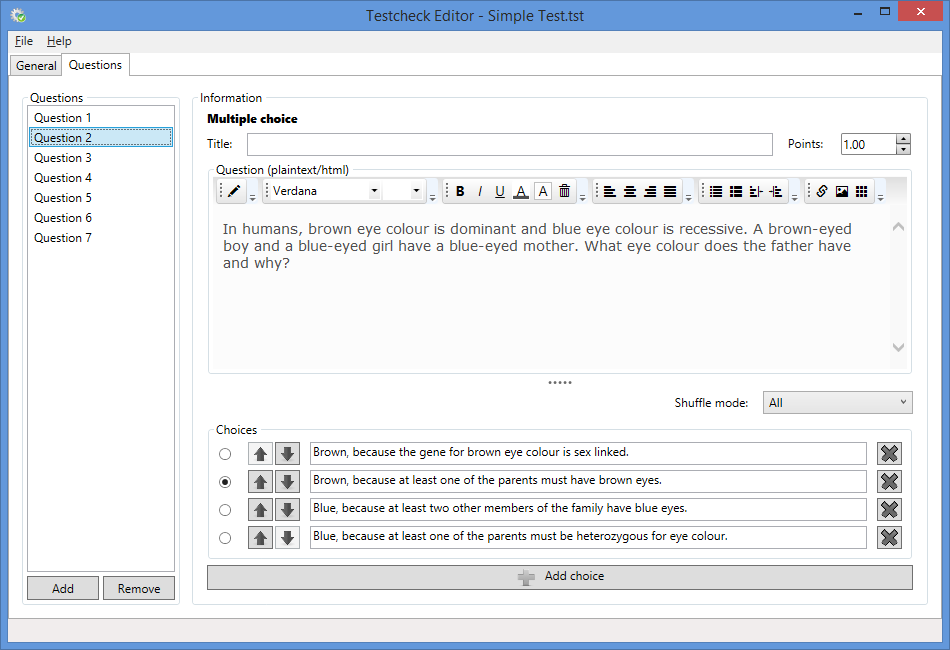 Testcheck Editor - Simple Test.tst
File Help
General Questions
Questions
Question 1
Question 2
Question 3
Question 4
Question 5
Question 6
Question 7
Add Remove
Information
Multiple choice
Title: Points: 1.00
Question (plaintext/html)
Verdana B I U A A
In humans, brown eye colour is dominant and blue eye colour is recessive. A brown-eyed
boy and a blue-eyed girl have a blue-eyed mother. What eye colour does the father have
and why?
Shuffle mode: All
Choices
Brown, because the gene for brown eye colour is sex linked.
Brown, because at least one of the parents must have brown eyes.
Blue, because at least two other members of the family have blue eyes.
Blue, because at least one of the parents must be heterozygous for eye colour.
Add choice